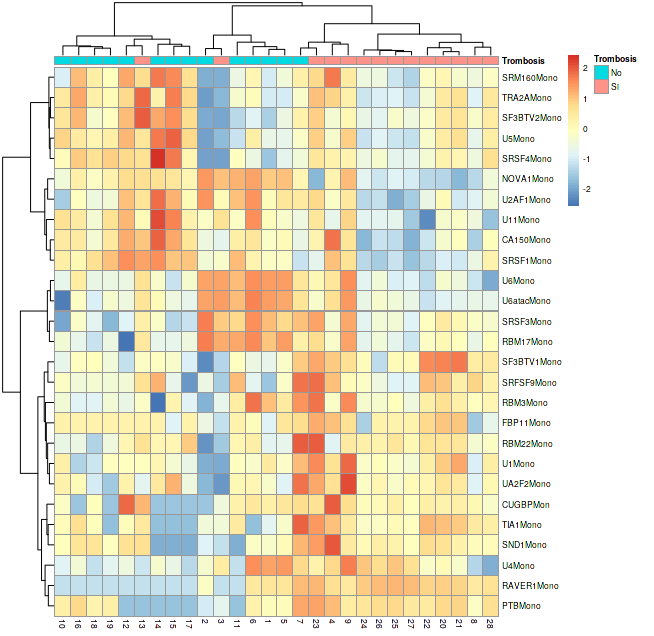 Trombosis
SRM160Mono
TRA2AMono
SF3BTV2Mono
U5Mono
SRSF4Mono
NOVA1Mono
U2AF1Mono
U11Mono
CA150Mono
SRSF1Mono
U6Mono
U6atacMono
SRSF3Mono
RBM17Mono
SF3BTV1Mono
SRFSF9Mono
RBM3Mono
FBP11Mono
RBM22Mono
U1Mono
UA2F2Mono
CUGBPMon
TIA1Mono
SND1Mono
U4Mono
RAVER1Mono
PTBMono
10 16 18 19 12 13 14 15 17 2 3 11 6 1 5 7 23 4 9 24 26 25 27 22 20 21 8 28
2
1
0
-1
-2
Trombosis
No
SI